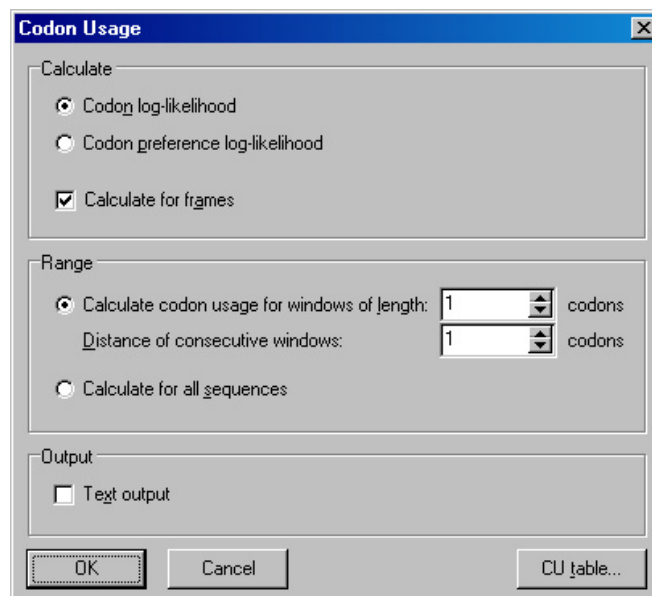 Codon Usage
Calculate
Codon log-likelihood
Codon preference log-likelihood
Calculate for frames
Range
Calculate codon usage for windows of length: 1 codons
Distance of consecutive windows: 1 codons
Calculate for all sequences
Output
Text output
OK Cancel CU table...